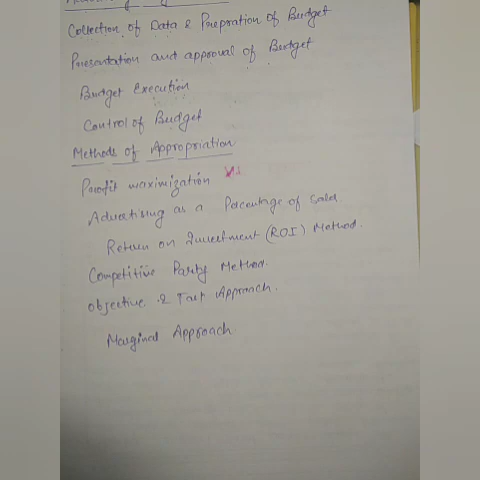 Collection of Data & Prepration of Budget
Presentation and approval of Budget
Budget Execution
Control of Budget
Methods of Appropriation
Profit maximization
Advertising as a Percentage of Sales
Return on Investment (ROI) Method.
Competitive Parity Method.
Objective & Task Approach.
Marginal Approach